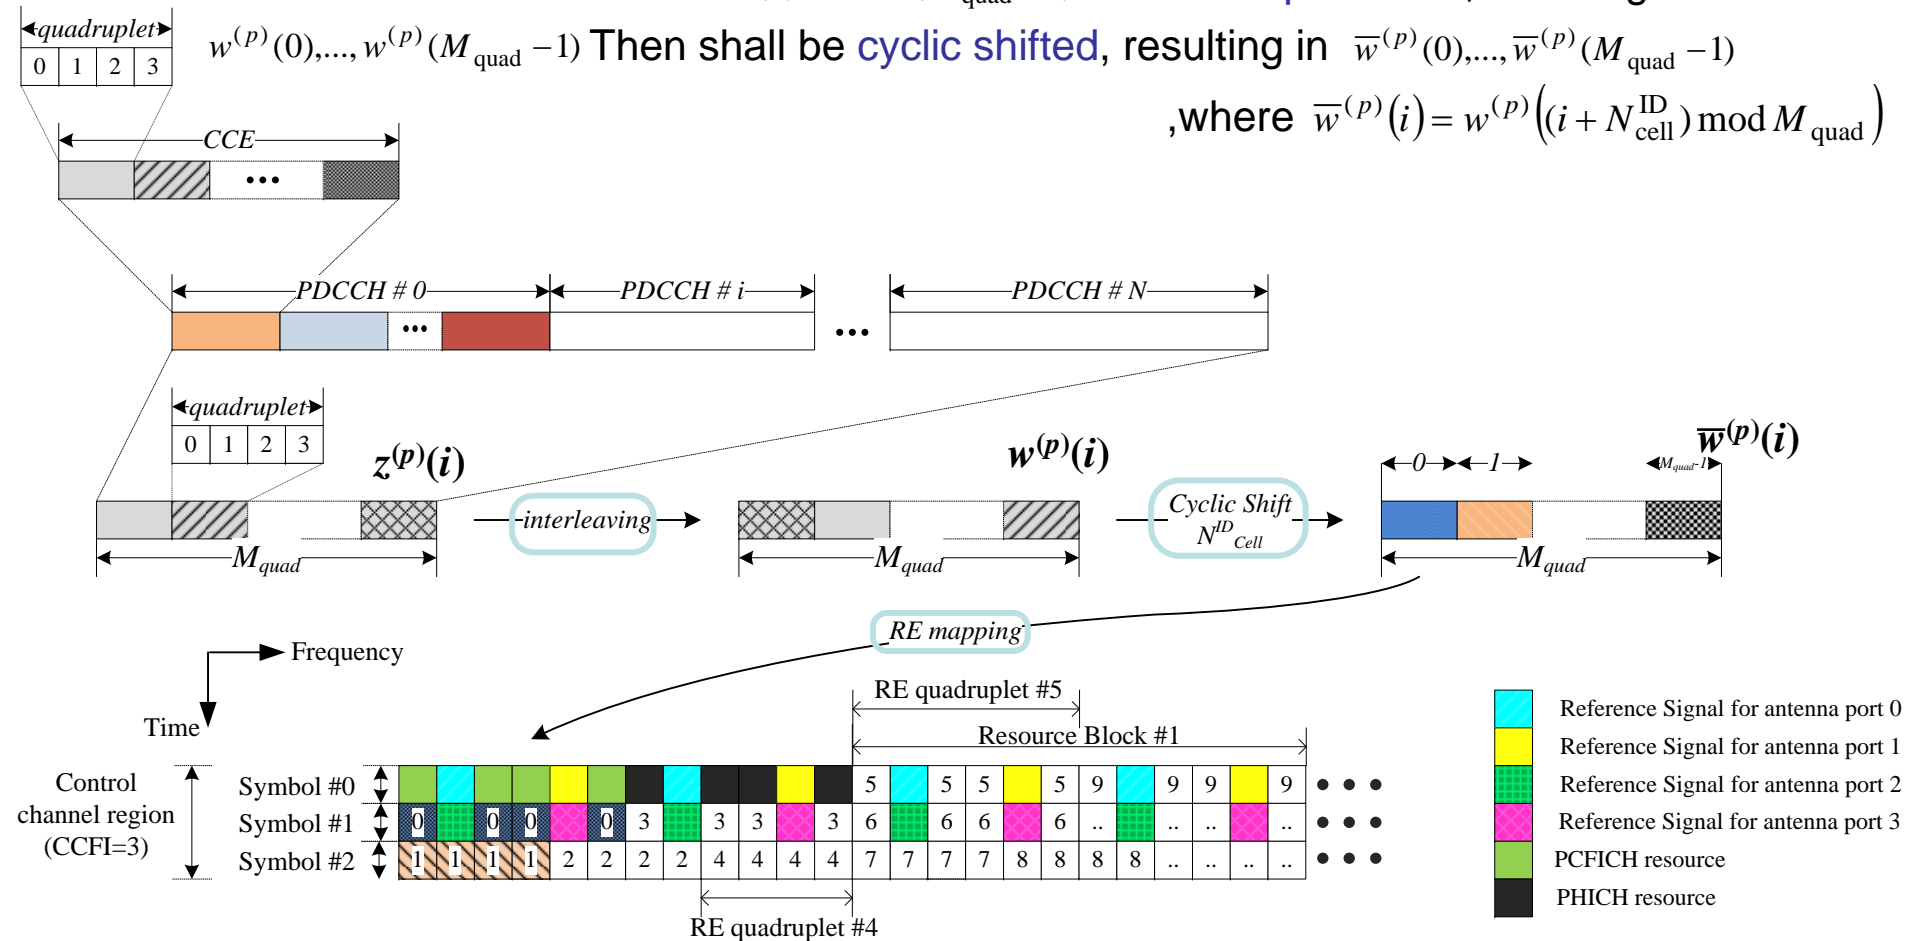 quadruplet
0 1 2 3
w^(p)(0),..., w^(p)(M_quad −1) Then shall be cyclic shifted, resulting in w̅^(p)(0),..., w̅^(p)(M_quad −1)
,where w̅^(p)(i) = w^(p)((i + N_cell^ID) mod M_quad)
CCE
•••
PDCCH # 0 PDCCH # i PDCCH # N
••• •••
quadruplet
0 1 2 3
z^(p)(i) w^(p)(i) w̅^(p)(i)
0 1 M_quad-1
interleaving
Cyclic Shift
N^ID_Cell
M_quad M_quad M_quad
RE mapping
Frequency
Time
RE quadruplet #5
Resource Block #1
Control
channel region
(CCFI=3)
Symbol #0 5 5 5 5 9 9 9 9 • • •
Symbol #1 0 0 0 0 3 3 3 3 6 6 6 6 .. .. .. .. • • •
Symbol #2 1 1 1 1 2 2 2 2 4 4 4 4 7 7 7 7 8 8 8 8 .. .. .. .. • • •
RE quadruplet #4
Reference Signal for antenna port 0
Reference Signal for antenna port 1
Reference Signal for antenna port 2
Reference Signal for antenna port 3
PCFICH resource
PHICH resource